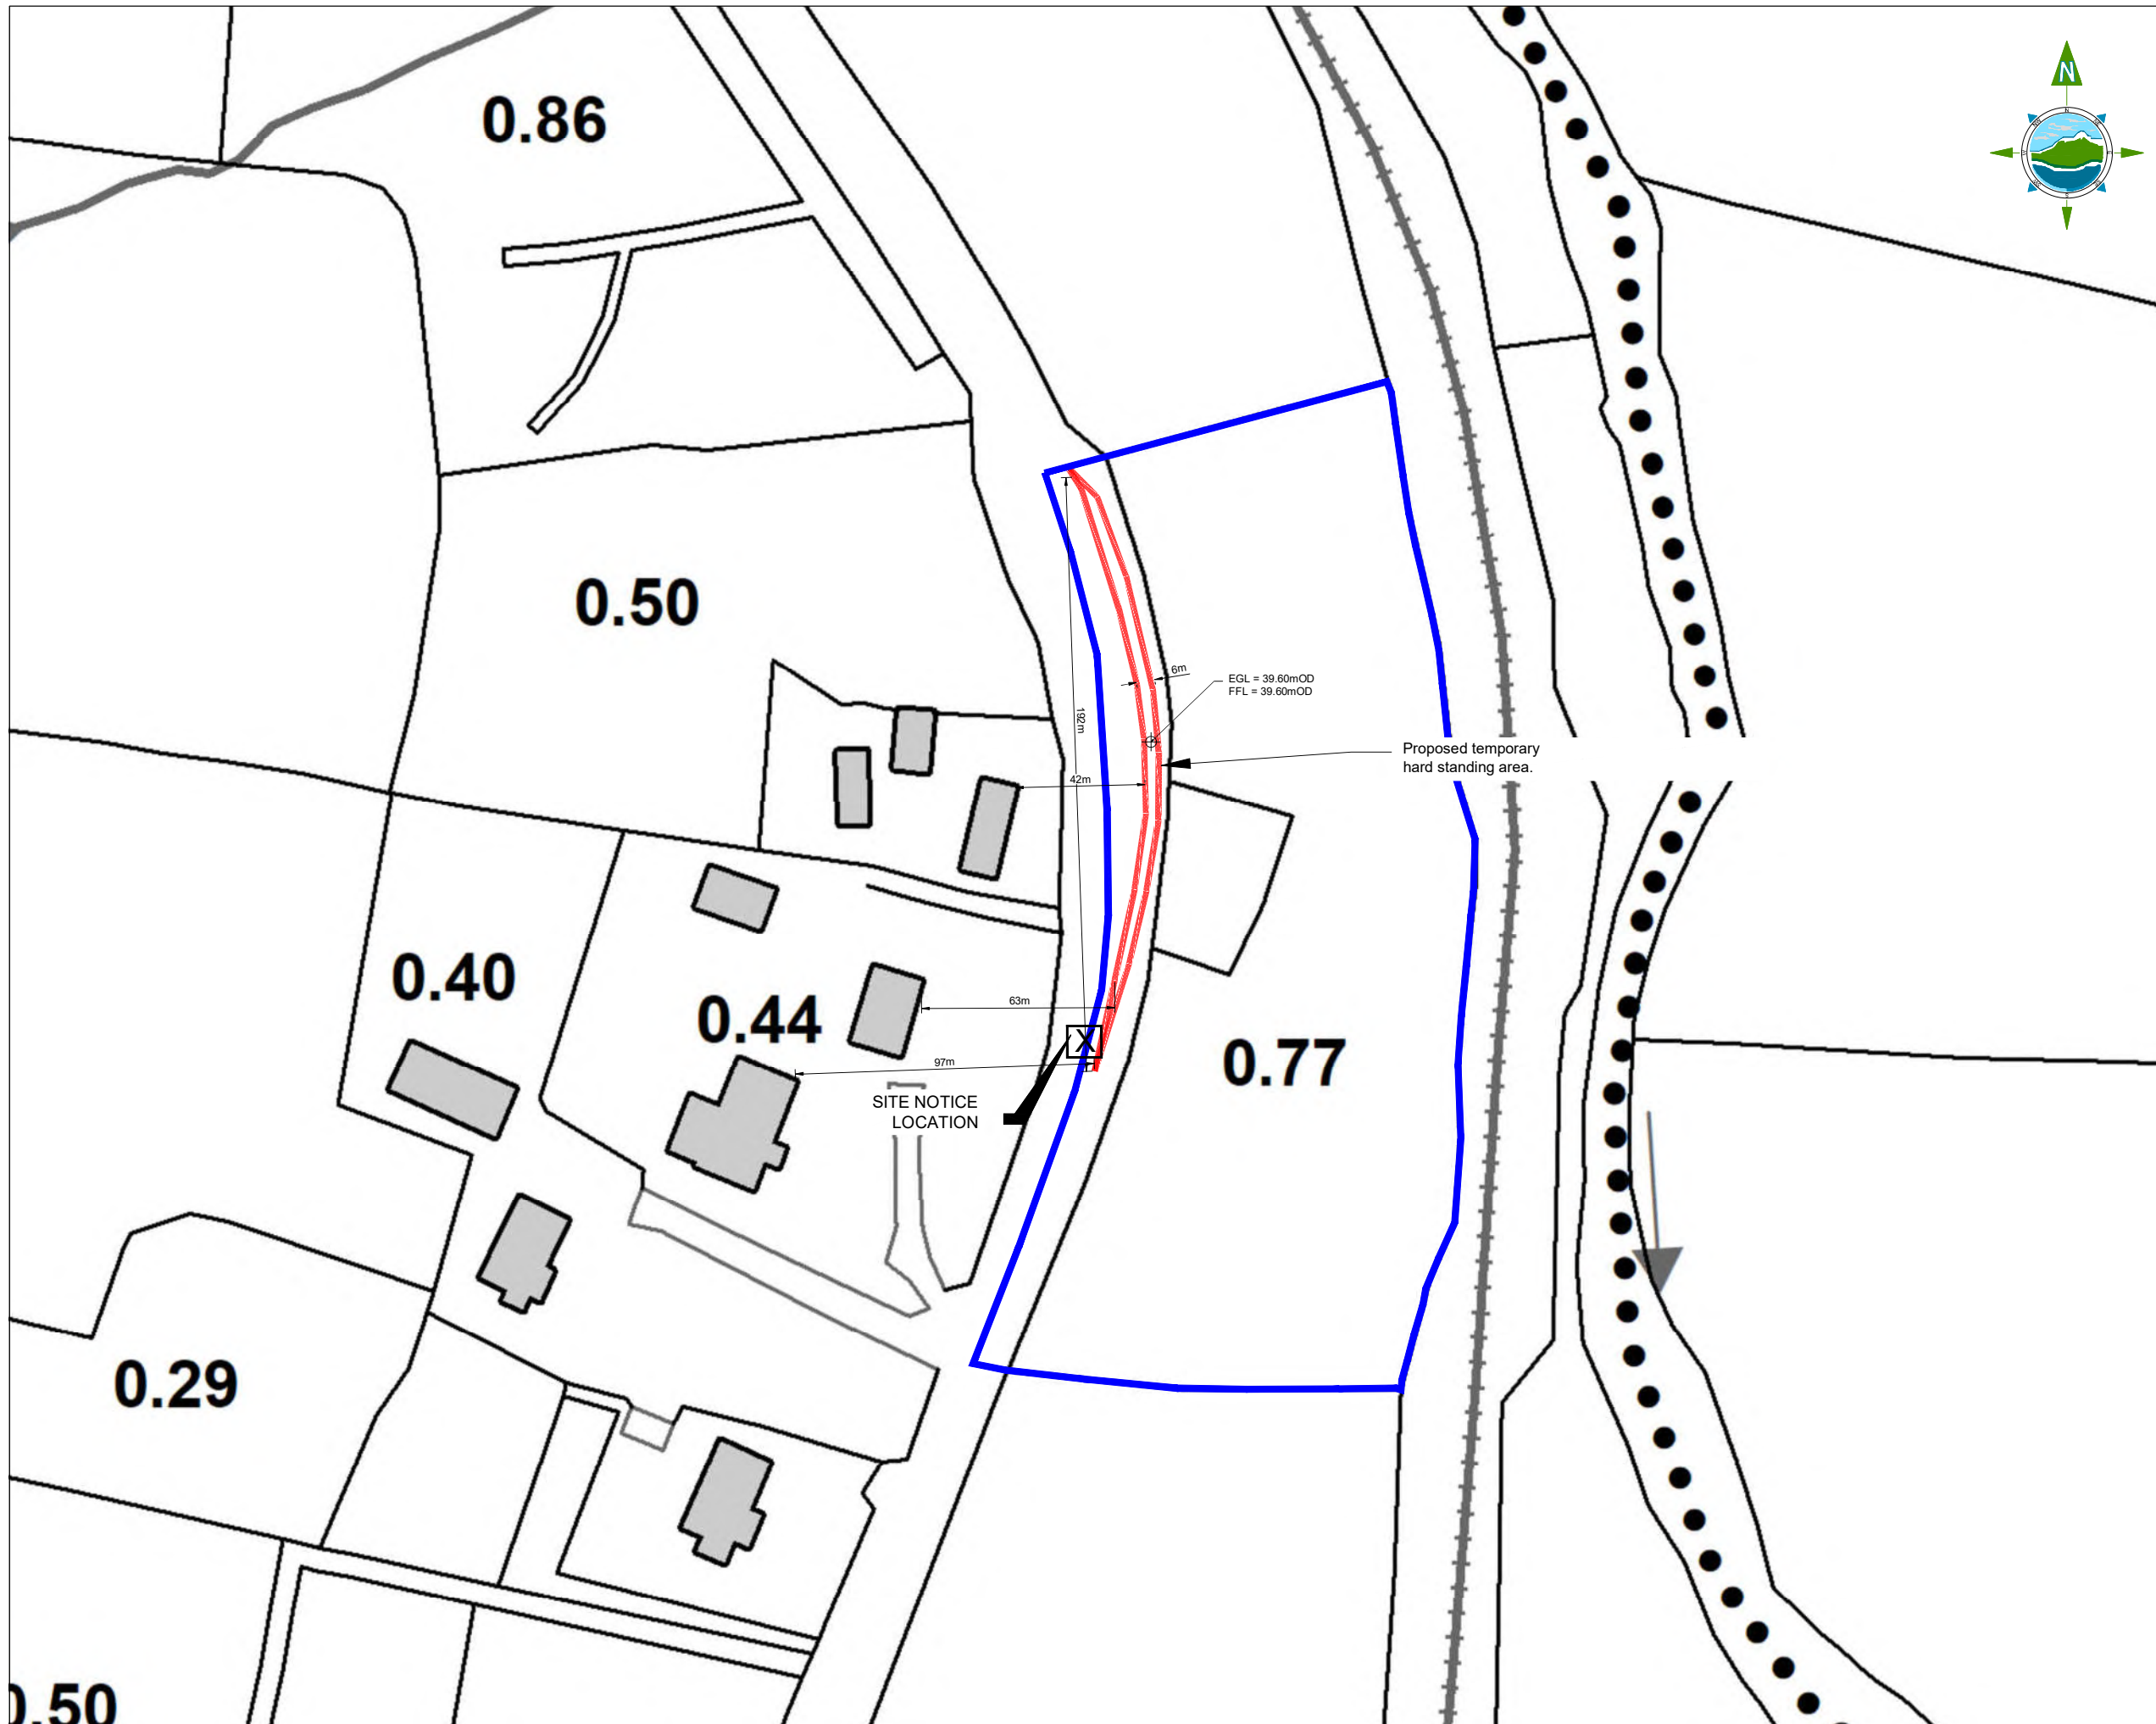 N
0.86
0.50
6m
EGL = 39.60mOD
FFL = 39.60mOD
192m
Proposed temporary
hard standing area.
42m
0.40
0.44
63m
X
97m
0.77
SITE NOTICE
LOCATION
0.29
0.50